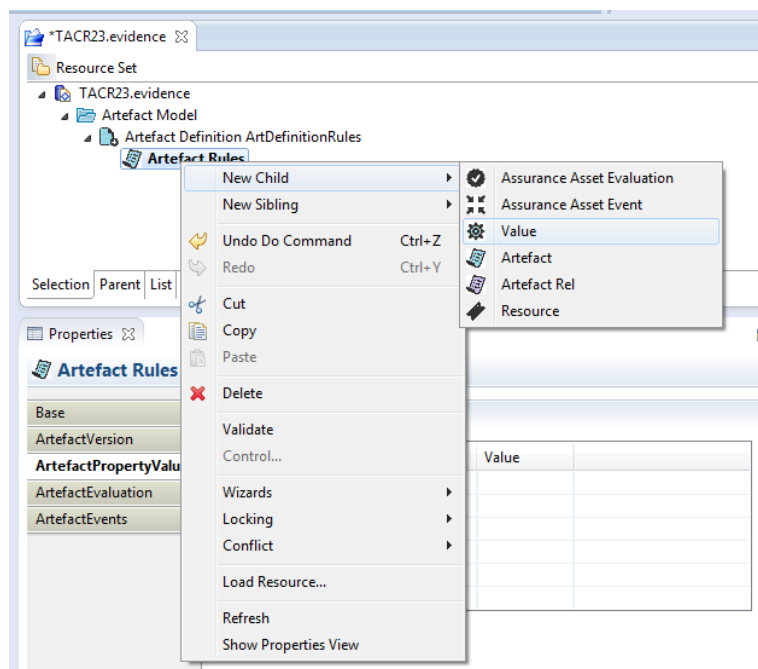 *TACR23.evidence
Resource Set
TACR23.evidence
Artefact Model
Artefact Definition ArtDefinitionRules
Artefact Rules
New Child
New Sibling
Undo Do Command Ctrl+Z
Redo Ctrl+Y
Cut
Copy
Paste
Delete
Validate
Control...
Wizards
Locking
Conflict
Load Resource...
Refresh
Show Properties View
Assurance Asset Evaluation
Assurance Asset Event
Value
Artefact
Artefact Rel
Resource
Selection Parent List
Properties
Artefact Rules
Base
ArtefactVersion
ArtefactPropertyValu
ArtefactEvaluation
ArtefactEvents
Value